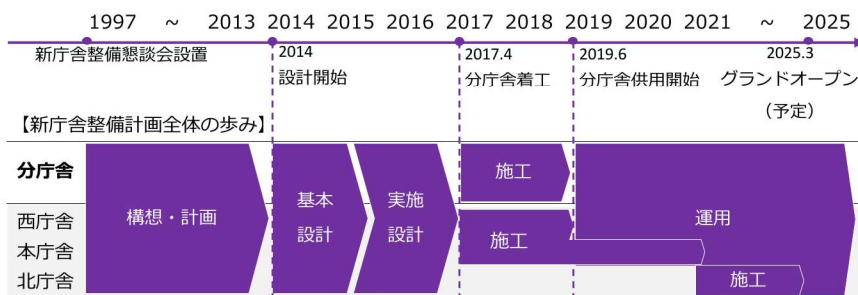 1997 ~ 2013 2014 2015 2016 2017 2018 2019 2020 2021 ~ 2025
新庁舎整備懇談会設置
2014
設計開始
2017.4
分庁舎着工
2019.6
分庁舎供用開始
2025.3
グランドオープン
（予定）
【新庁舎整備計画全体の歩み】
分庁舎
西庁舎
本庁舎
北庁舎
構想・計画
基本
設計
実施
設計
施工
施工
運用
施工